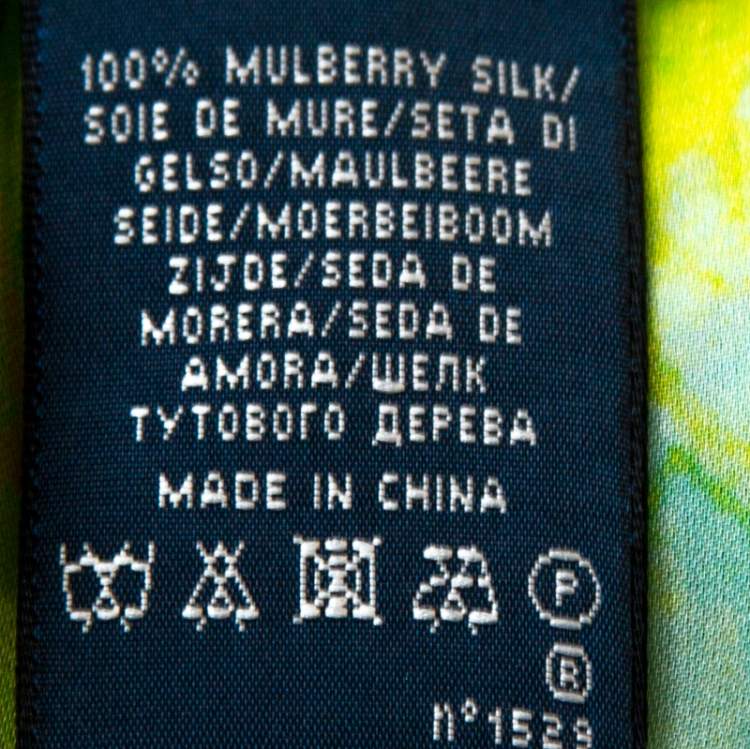 100% MULBERRY SILK/
SOIE DE MURE/SETA DI
GELSO/MAULBEERE
SEIDE/MOERBEIBOOM
ZIJDE/SEDA DE
MORERA/SEDA DE
AMORA/ШЕЛК
ТУТОВОГО ДЕРЕВА
MADE IN CHINA
P
R
n°1529